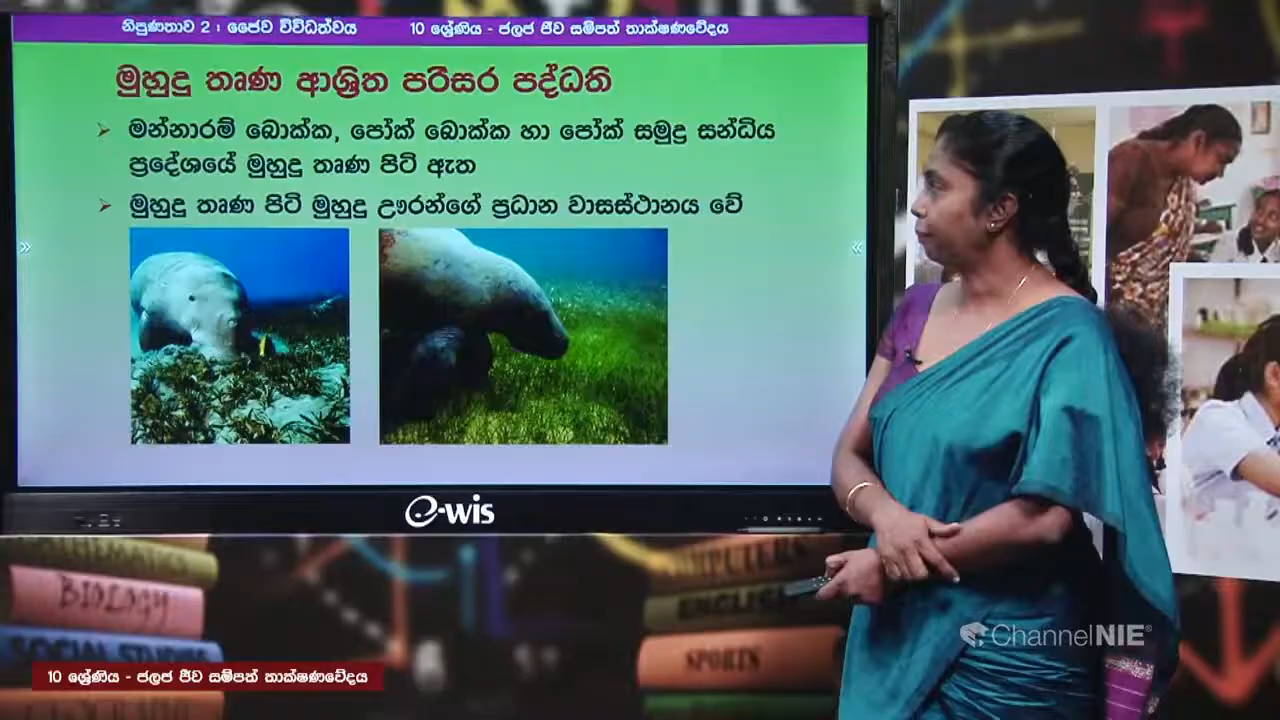 නිපුණතාව 2 : ජෛව විවිධත්වය 10 ශ්‍රේණිය - ජලජ ජීව සම්පත් තාක්ෂණවේදය
මුහුදු තෘණ ආශ්‍රිත පරිසර පද්ධති
මන්නාරම් බොක්ක, පෝක් බොක්ක හා පෝක් සමුද්‍ර සන්ධිය
ප්‍රදේශයේ මුහුදු තෘණ පිටි ඇත
මුහුදු තෘණ පිටි මුහුදු ඌරන්ගේ ප්‍රධාන වාසස්ථානය වේ
e-wis
MATHEMATICS
BIOLOGY
SOCIAL STUDIES
COMPUTERS
ENGLISH
SPORTS
ChannelNIE
10 ශ්‍රේණිය - ජලජ ජීව සම්පත් තාක්ෂණවේදය